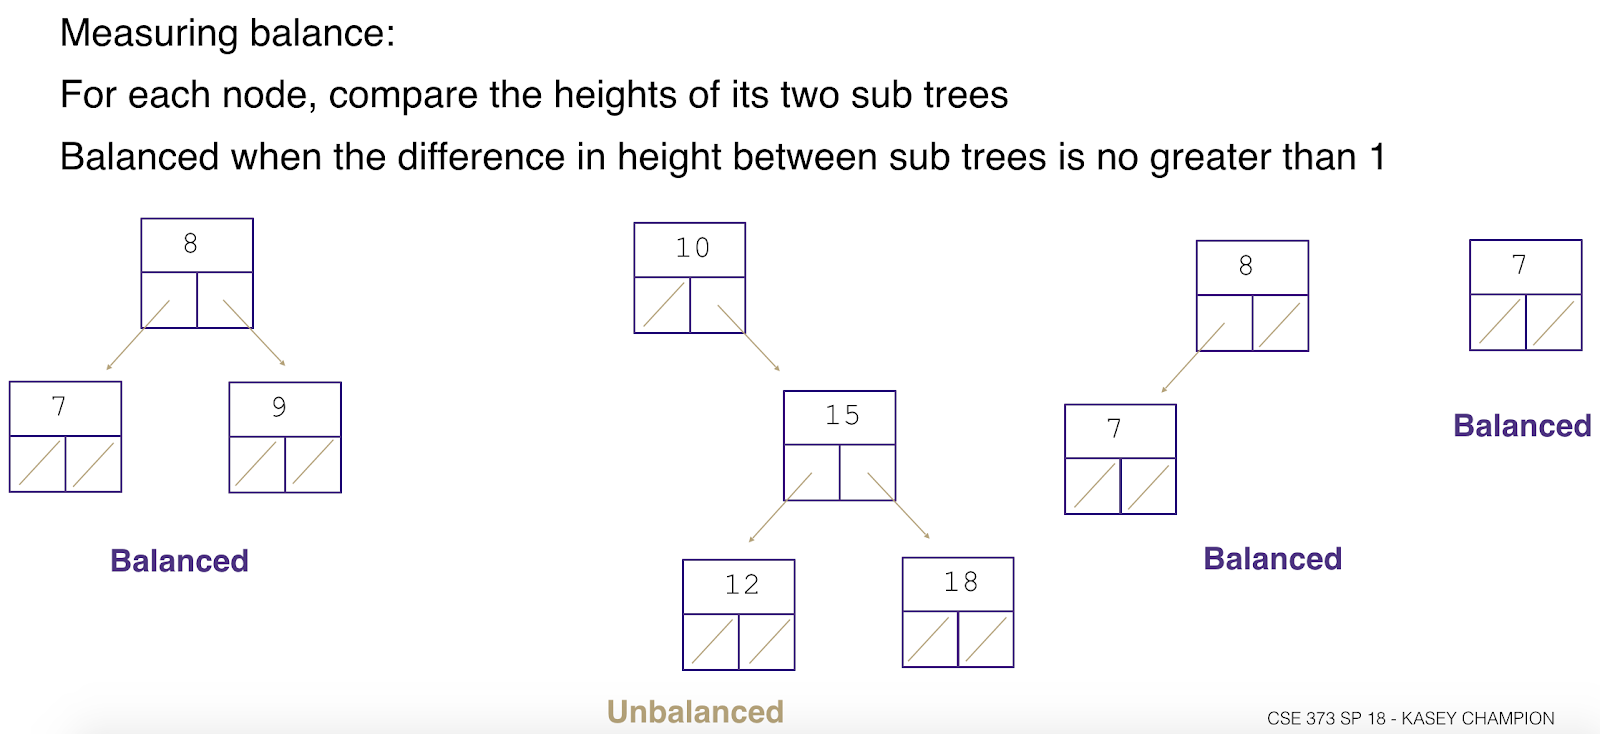 Measuring balance:
For each node, compare the heights of its two sub trees
Balanced when the difference in height between sub trees is no greater than 1
8
7
9
Balanced
10
15
12
18
Unbalanced
8
7
Balanced
7
Balanced
CSE 373 SP 18 - KASEY CHAMPION